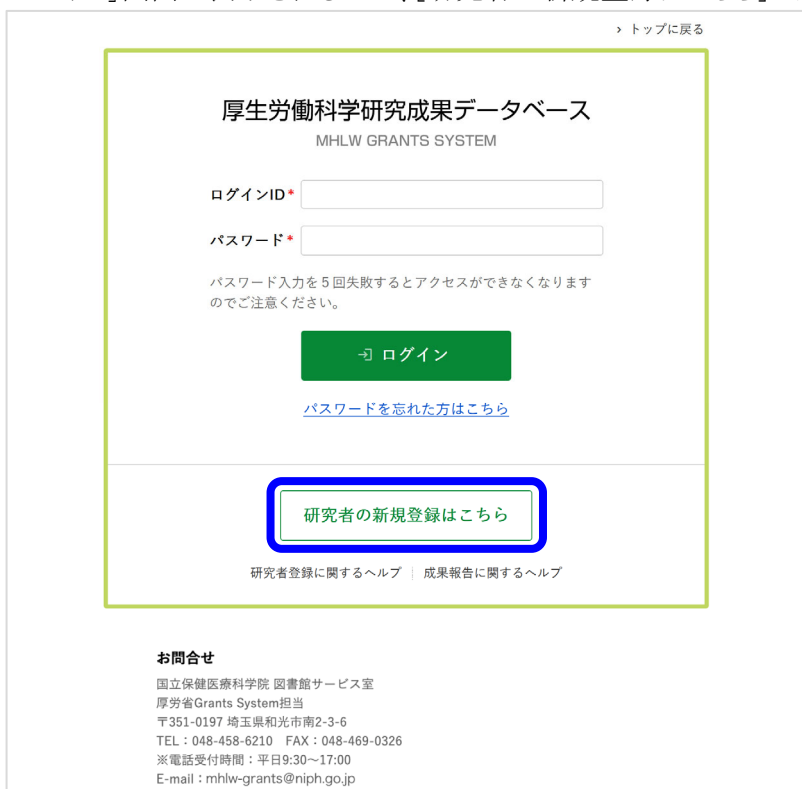 › トップに戻る
厚生労働科学研究成果データベース
MHLW GRANTS SYSTEM
ログインID*
パスワード*
パスワード入力を5回失敗するとアクセスができなくなります
のでご注意ください。
ログイン
パスワードを忘れた方はこちら
研究者の新規登録はこちら
研究者登録に関するヘルプ 成果報告に関するヘルプ
お問合せ
国立保健医療科学院 図書館サービス室
厚労省Grants System担当
〒351-0197 埼玉県和光市南2-3-6
TEL:048-458-6210 FAX:048-469-0326
※電話受付時間:平日9:30～17:00
E-mail:mhlw-grants@niph.go.jp